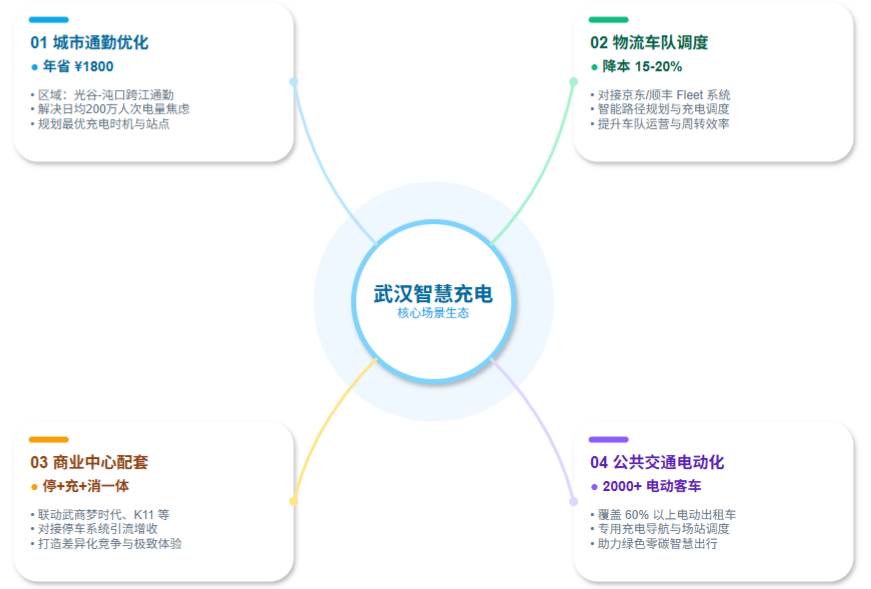 01 城市通勤优化
● 年省 ¥1800
• 区域：光谷-沌口跨江通勤
• 解决日均200万人次电量焦虑
• 规划最优充电时机与站点
02 物流车队调度
● 降本 15-20%
• 对接京东/顺丰 Fleet 系统
• 智能路径规划与充电调度
• 提升车队运营与周转效率
武汉智慧充电
核心场景生态
03 商业中心配套
● 停+充+消一体
• 联动武商梦时代、K11 等
• 对接停车系统引流增收
• 打造差异化竞争与极致体验
04 公共交通电动化
● 2000+ 电动客车
• 覆盖 60% 以上电动出租车
• 专用充电导航与场站调度
• 助力绿色零碳智慧出行